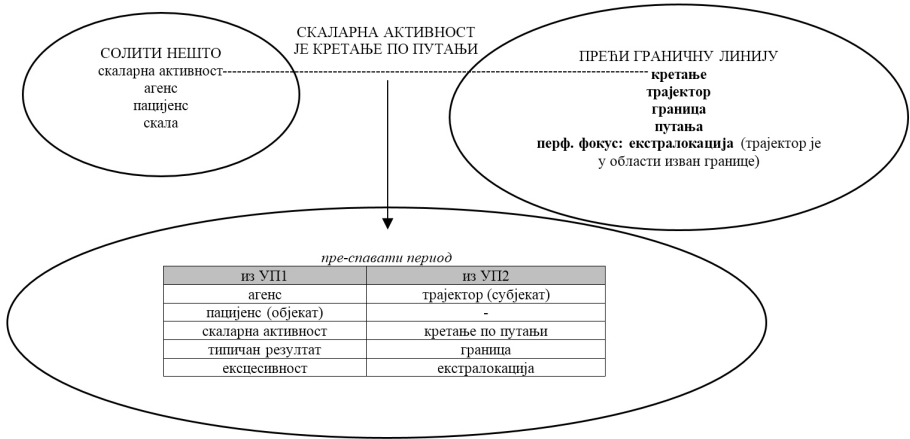 СКАЛАРНА АКТИВНОСТ
ЈЕ КРЕТАЊЕ ПО ПУТАЊИ
СОЛИТИ НЕШТО
скаларна активност
агенс
пацијенс
скала
ПРЕЋИ ГРАНИЧНУ ЛИНИЈУ
кретање
трајектор
граница
путања
перф. фокус: екстралокација (трајектор је
у области изван границе)
пре-спавати период
из УП1 из УП2
агенс трајектор (субјекат)
пацијенс (објекат) -
скаларна активност кретање по путањи
типичан резултат граница
ексцесивност екстралокација